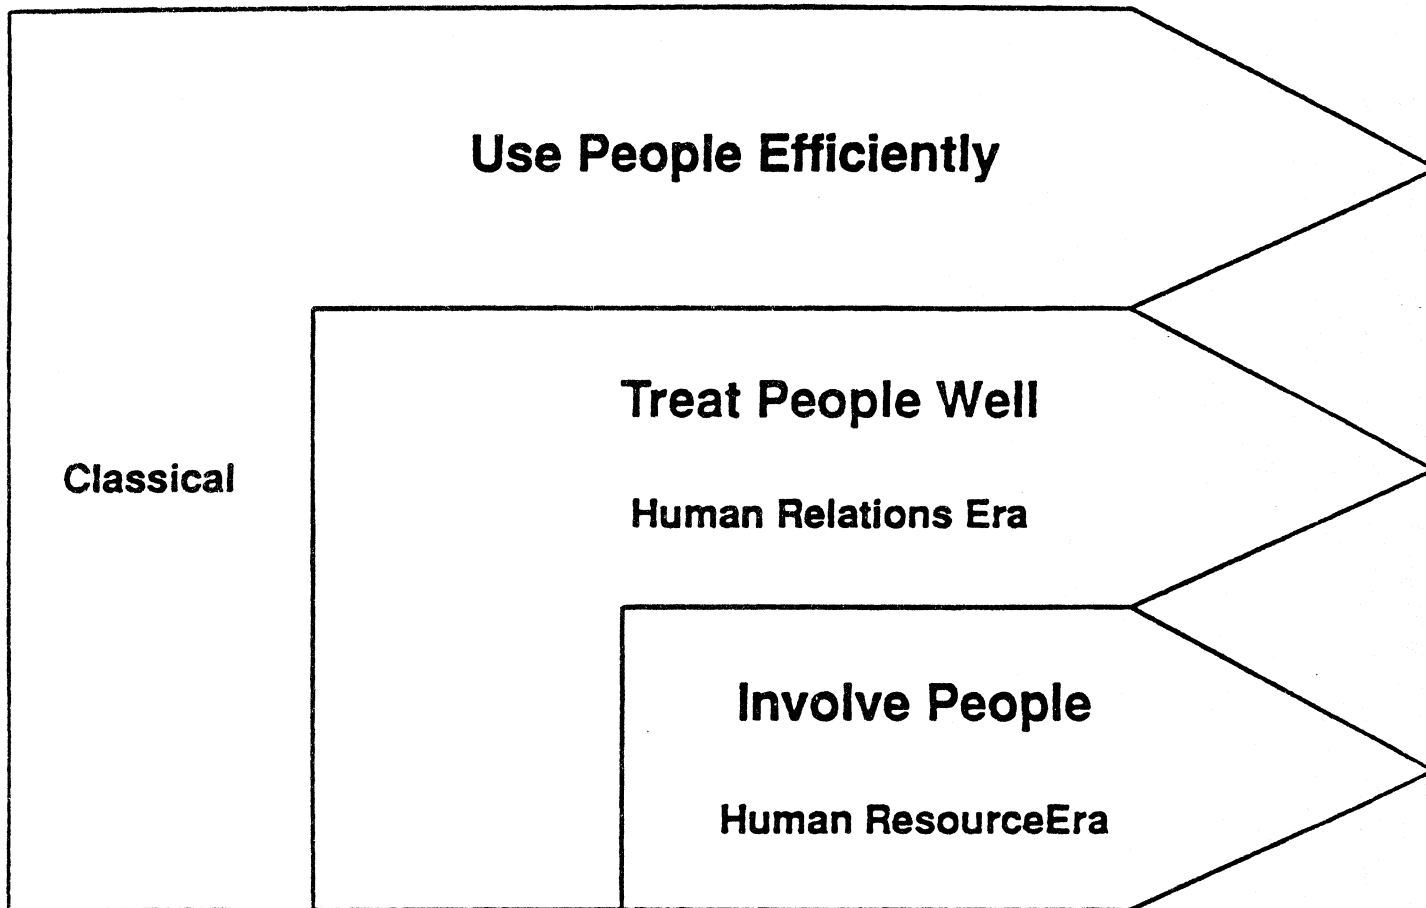 Use People Efficiently
Treat People Well
Classical
Human Relations Era
Involve People
Human ResourceEra